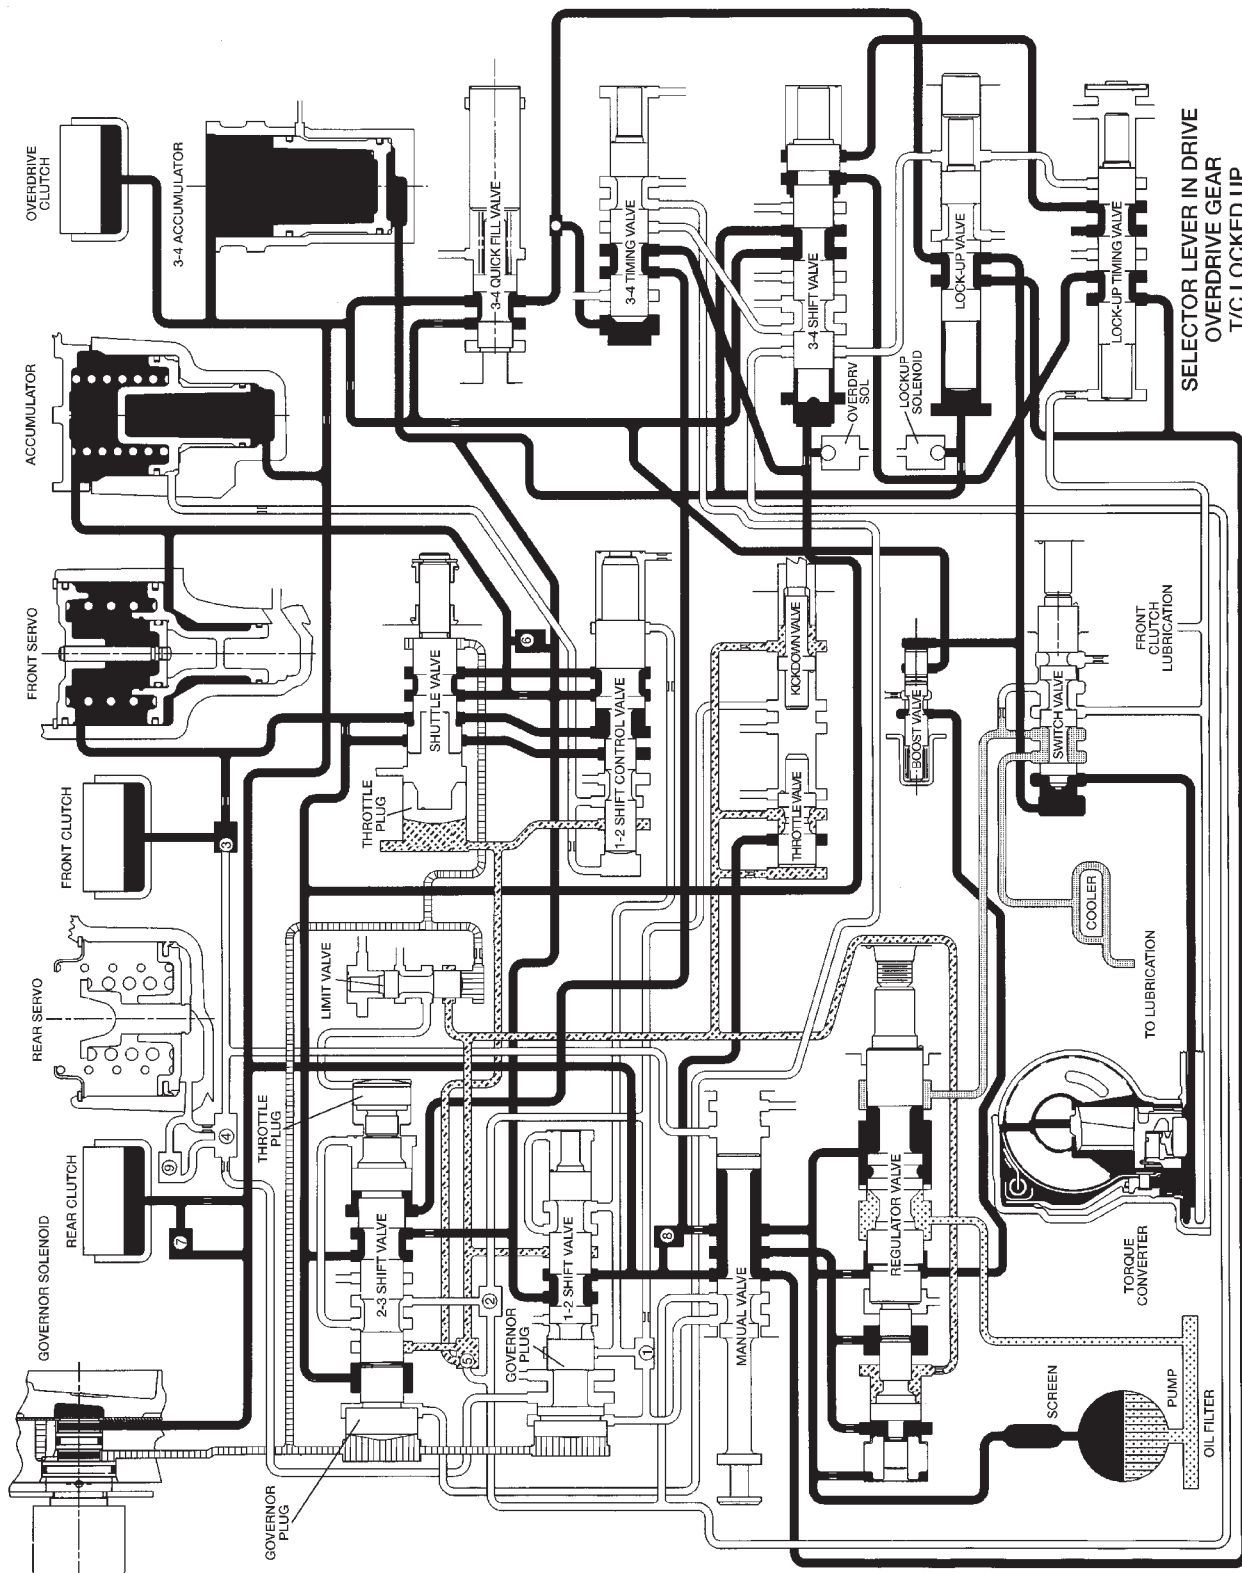 OVERDRIVE
CLUTCH
3-4 ACCUMULATOR
ACCUMULATOR
FRONT SERVO
FRONT CLUTCH
REAR SERVO
REAR CLUTCH
GOVERNOR SOLENOID
3-4 QUICK FILL VALVE
3-4 TIMING VALVE
3-4 SHIFT VALVE
LOCK-UP VALVE
LOCK-UP TIMING VALVE
OVERDRV
SOL
LOCKUP
SOLENOID
SHUTTLE VALVE
THROTTLE
PLUG
1-2 SHIFT CONTROL VALVE
KICKDOWN VALVE
THROTTLE VALVE
BOOST VALVE
SWITCH VALVE
FRONT
CLUTCH
LUBRICATION
COOLER
TO LUBRICATION
LIMIT VALVE
THROTTLE
PLUG
2-3 SHIFT VALVE
GOVERNOR
PLUG
1-2 SHIFT VALVE
GOVERNOR
PLUG
MANUAL VALVE
REGULATOR VALVE
TORQUE
CONVERTER
SCREEN
PUMP
OIL FILTER
1
2
3
4
5
6
7
8
9
SELECTOR LEVER IN DRIVE
OVERDRIVE GEAR
T/C LOCKED UP